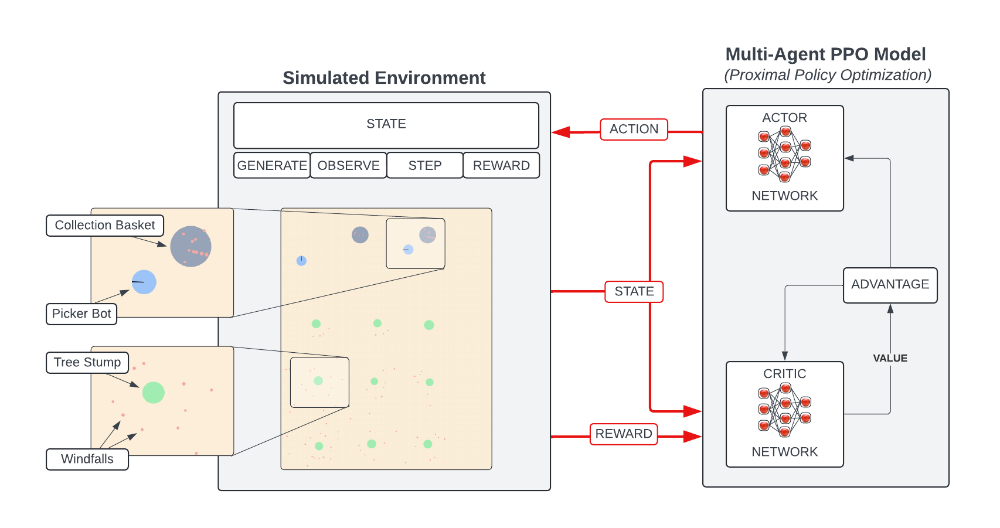 Multi-Agent PPO Model
(Proximal Policy Optimization)
Simulated Environment
STATE
GENERATE
OBSERVE
STEP
REWARD
Collection Basket
Picker Bot
Tree Stump
Windfalls
ACTION
STATE
REWARD
ACTOR
NETWORK
ADVANTAGE
VALUE
CRITIC
NETWORK